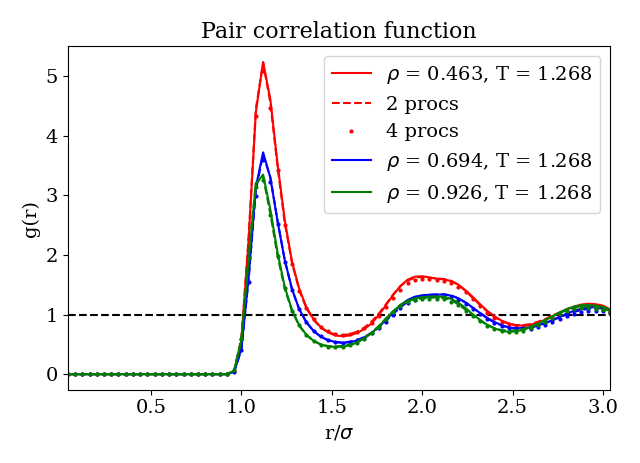 Pair correlation function
g(r)
5
4
3
2
1
0
ρ = 0.463, T = 1.268
2 procs
4 procs
ρ = 0.694, T = 1.268
ρ = 0.926, T = 1.268
0.5 1.0 1.5 2.0 2.5 3.0
r/σ